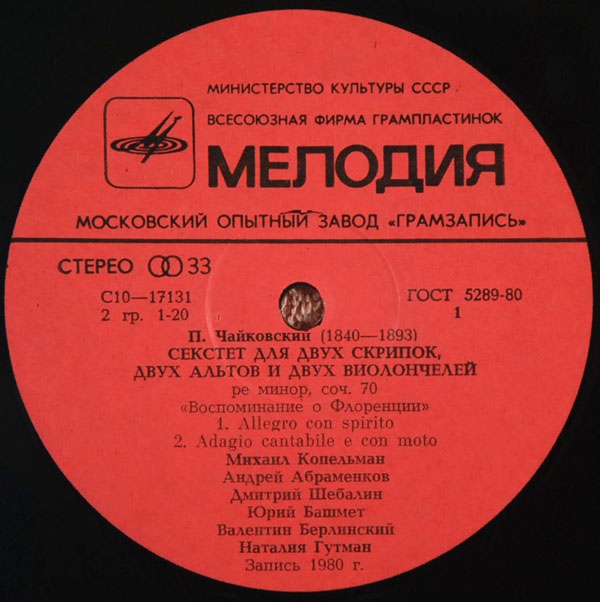 МИНИСТЕРСТВО КУЛЬТУРЫ СССР
ВСЕСОЮЗНАЯ ФИРМА ГРАМПЛАСТИНОК
МЕЛОДИЯ
МОСКОВСКИЙ ОПЫТНЫЙ ЗАВОД «ГРАМЗАПИСЬ»
СТЕРЕО 33
С10—17131
ГОСТ 5289-80
2 гр. 1-20
1
П. Чайковский (1840—1893)
СЕКСТЕТ ДЛЯ ДВУХ СКРИПОК,
ДВУХ АЛЬТОВ И ДВУХ ВИОЛОНЧЕЛЕЙ
ре минор, соч. 70
«Воспоминание о Флоренции»
1. Allegro con spirito
2. Adagio cantabile e con moto
Михаил Копельман
Андрей Абраменков
Дмитрий Шебалин
Юрий Башмет
Валентин Берлинский
Наталия Гутман
Запись 1980 г.